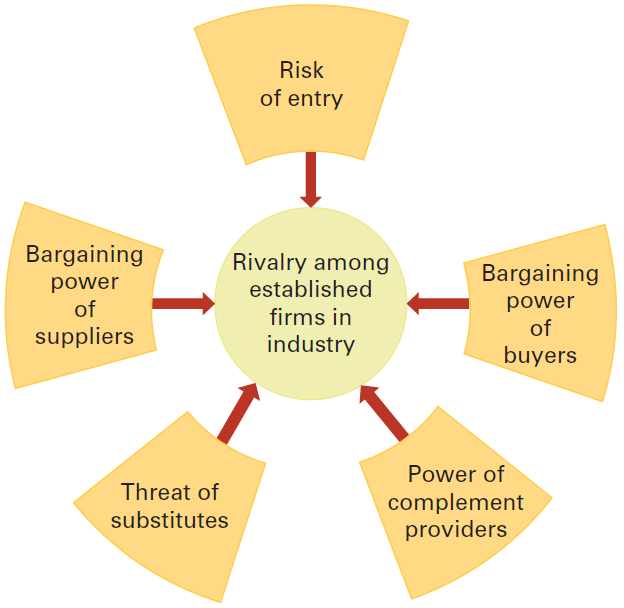 Risk
of entry
Bargaining
power
of
suppliers
Rivalry among
established
firms in
industry
Bargaining
power
of
buyers
Threat of
substitutes
Power of
complement
providers